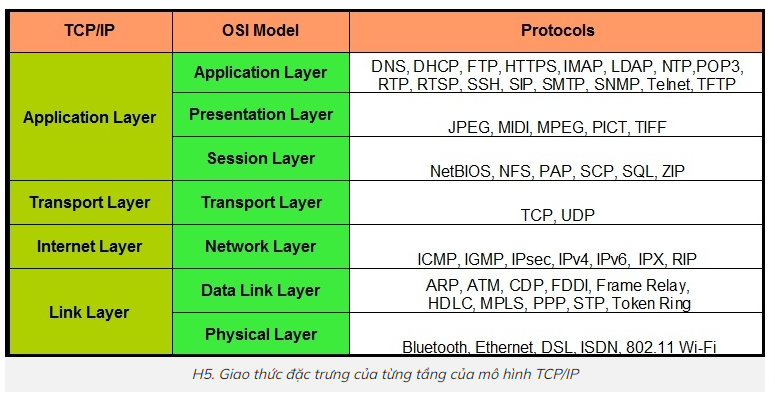 TCP/IP OSI Model Protocols
Application Layer
Application Layer
DNS, DHCP, FTP, HTTPS, IMAP, LDAP, NTP,POP3,
RTP, RTSP, SSH, SIP, SMTP, SNMP, Telnet, TFTP
Presentation Layer
JPEG, MIDI, MPEG, PICT, TIFF
Session Layer
NetBIOS, NFS, PAP, SCP, SQL, ZIP
Transport Layer Transport Layer
TCP, UDP
Internet Layer Network Layer
ICMP, IGMP, IPsec, IPv4, IPv6, IPX, RIP
Link Layer
Data Link Layer
ARP, ATM, CDP, FDDI, Frame Relay,
HDLC, MPLS, PPP, STP, Token Ring
Physical Layer
Bluetooth, Ethernet, DSL, ISDN, 802.11 Wi-Fi
H5. Giao thức đặc trưng của từng tầng của mô hình TCP/IP